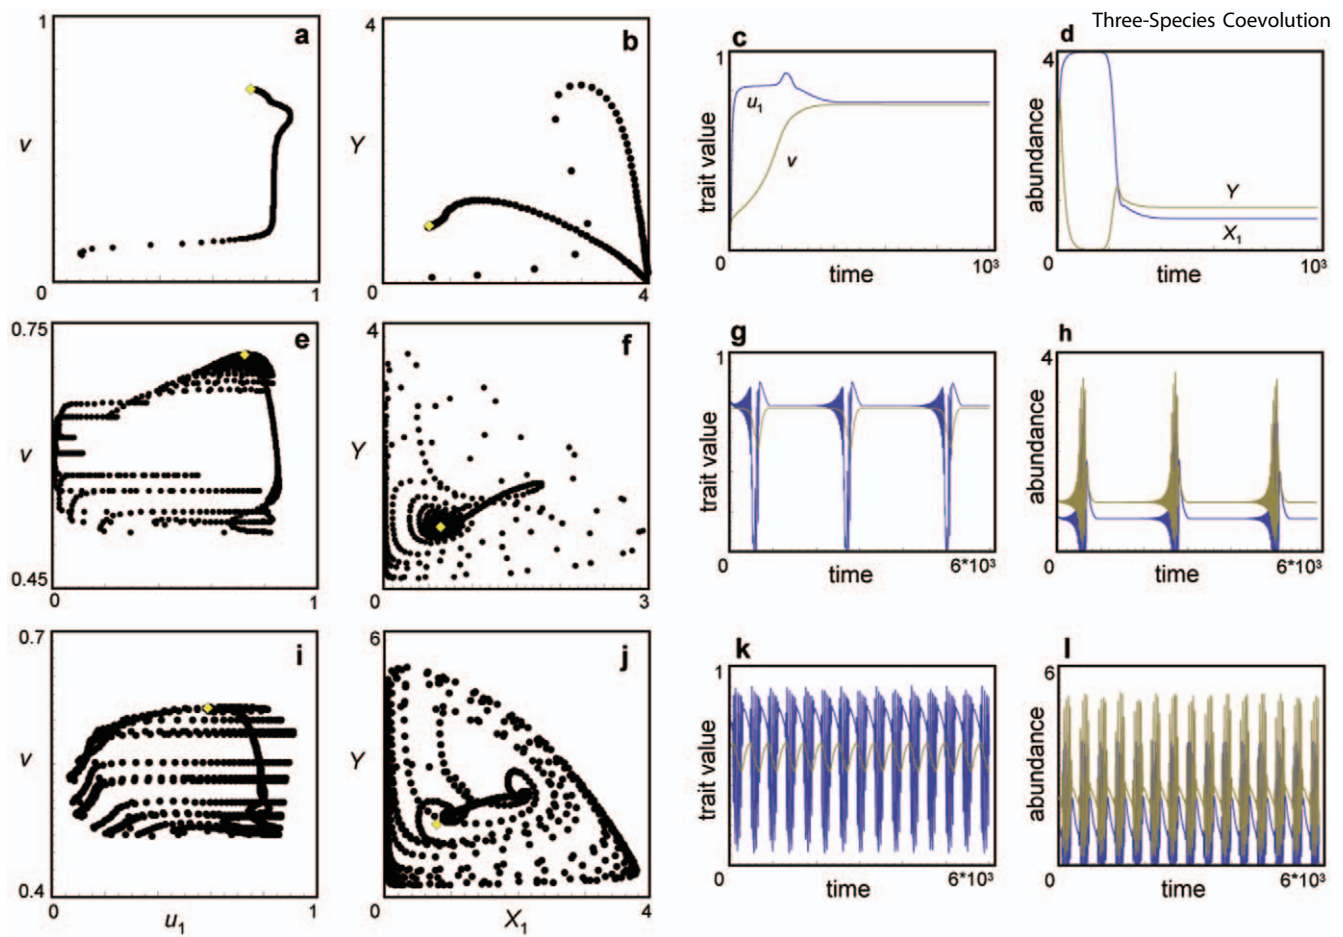 Three-Species Coevolution
1
a
v
0
1
4
b
Y
0
4
c
1
trait value
u1
v
0
time
10³
d
4
abundance
Y
X1
0
time
10³
0.75
e
v
0.45
0
1
4
f
Y
0
3
g
1
trait value
0
time
6*10³
h
4
abundance
0
time
6*10³
0.7
i
v
0.4
0
u1
1
6
j
Y
0
X1
4
k
1
trait value
0
time
6*10³
l
6
abundance
0
time
6*10³